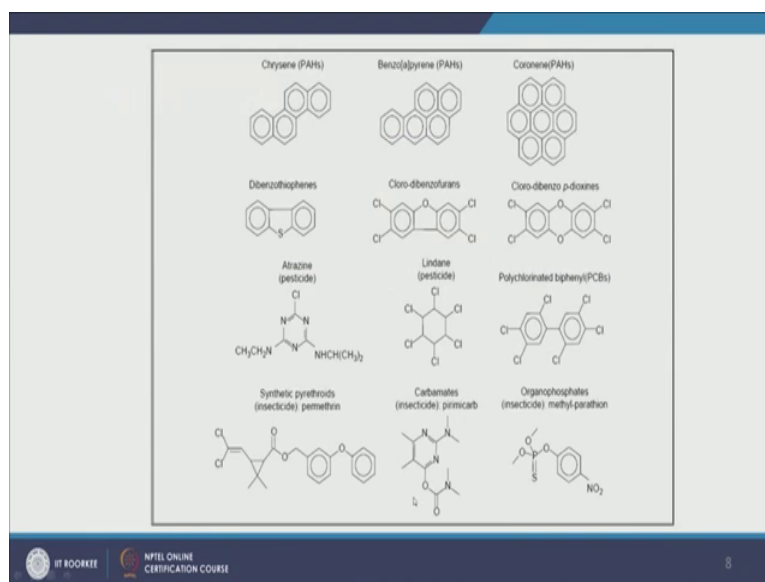 Chrysene (PAHs)
Benzo[a]pyrene (PAHs)
Coronene(PAHs)
Dibenzothiophenes
Cloro-dibenzofurans
Cloro-dibenzo p-dioxines
S
Cl
O
Cl
Cl
Cl
Cl
O
Cl
Cl
O
Cl
Atrazine
(pesticide)
Lindane
(pesticide)
Polychlorinated biphenyl(PCBs)
Cl
N
N
N
CH3CH2N
NHCH(CH3)2
Cl
Cl
Cl
Cl
Cl
Cl
Cl
Cl
Cl
Cl
Cl
Cl
Synthetic pyrethroids
(insecticide) permethrin
Carbamates
(insecticide) pirimicarb
Organophosphates
(insecticide) methyl-parathion
Cl
Cl
O
O
O
N
N
N
O
N
O
O
O
P
O
S
NO2
IIT ROORKEE
NPTEL ONLINE
CERTIFICATION COURSE
8